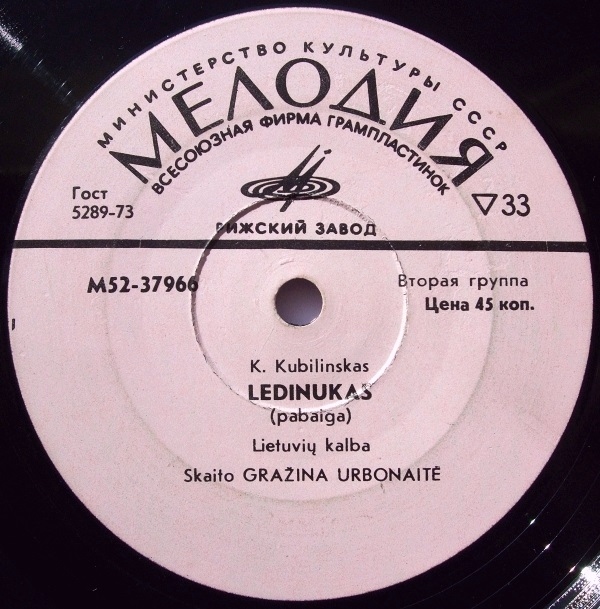 МИНИСТЕРСТВО КУЛЬТУРЫ СССР
МЕЛОДИЯ
ВСЕСОЮЗНАЯ ФИРМА ГРАМПЛАСТИНОК
Гост
5289-73
33
РИЖСКИЙ ЗАВОД
М52-37966
Вторая группа
Цена 45 коп.
K. Kubilinskas
LEDINUKAS
(pabaiga)
Lietuvių kalba
Skaito GRAŽINA URBONAITĖ